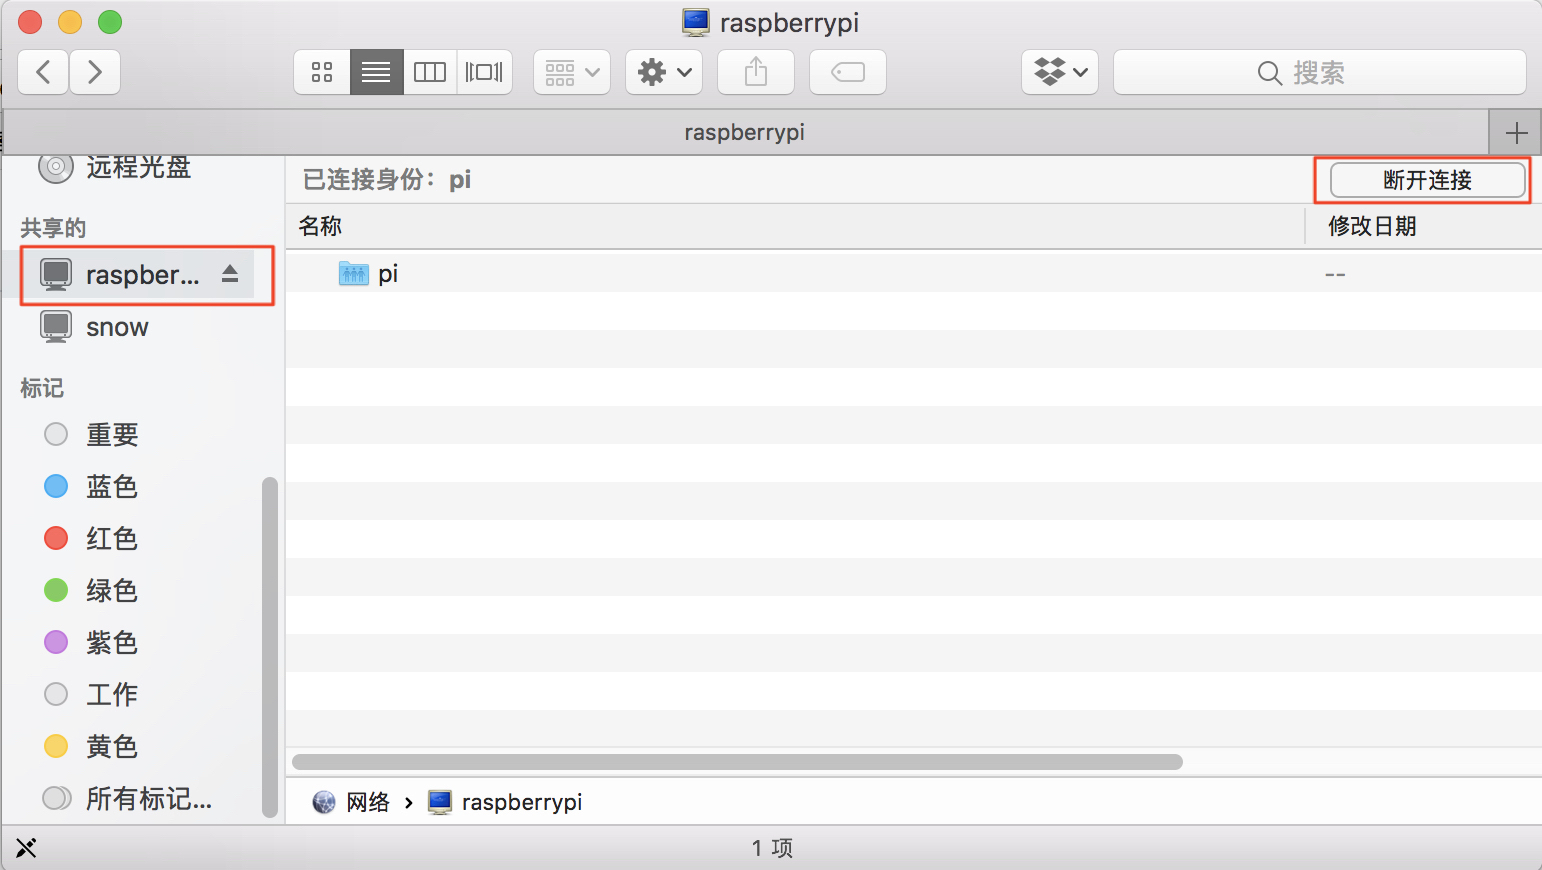 raspberrypi
搜索
raspberrypi
远程光盘
共享的
raspber...
snow
标记
重要
蓝色
红色
绿色
紫色
工作
黄色
所有标记...
已连接身份：pi
断开连接
名称
修改日期
pi
--
网络 › raspberrypi
1 项